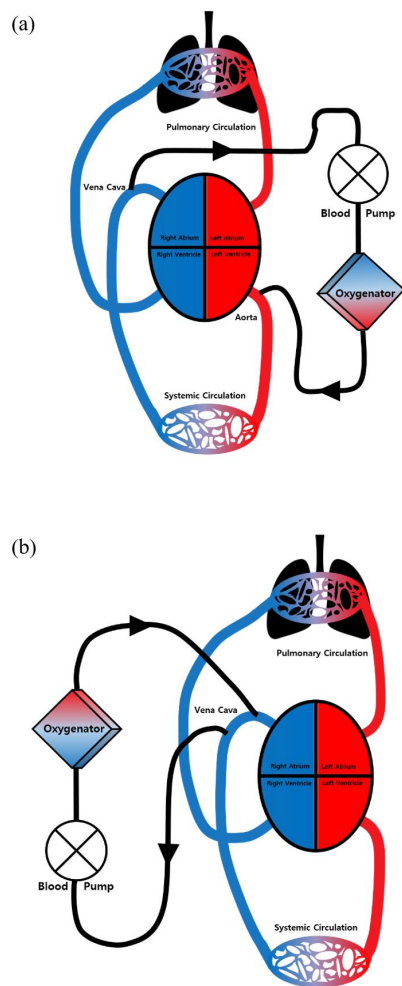 (a)
Pulmonary Circulation
Vena Cava
Blood Pump
Right Atrium Left Atrium
Right Ventricle Left Ventricle
Oxygenator
Aorta
Systemic Circulation
(b)
Pulmonary Circulation
Vena Cava
Oxygenator
Right Atrium Left Atrium
Right Ventricle Left Ventricle
Blood Pump
Systemic Circulation